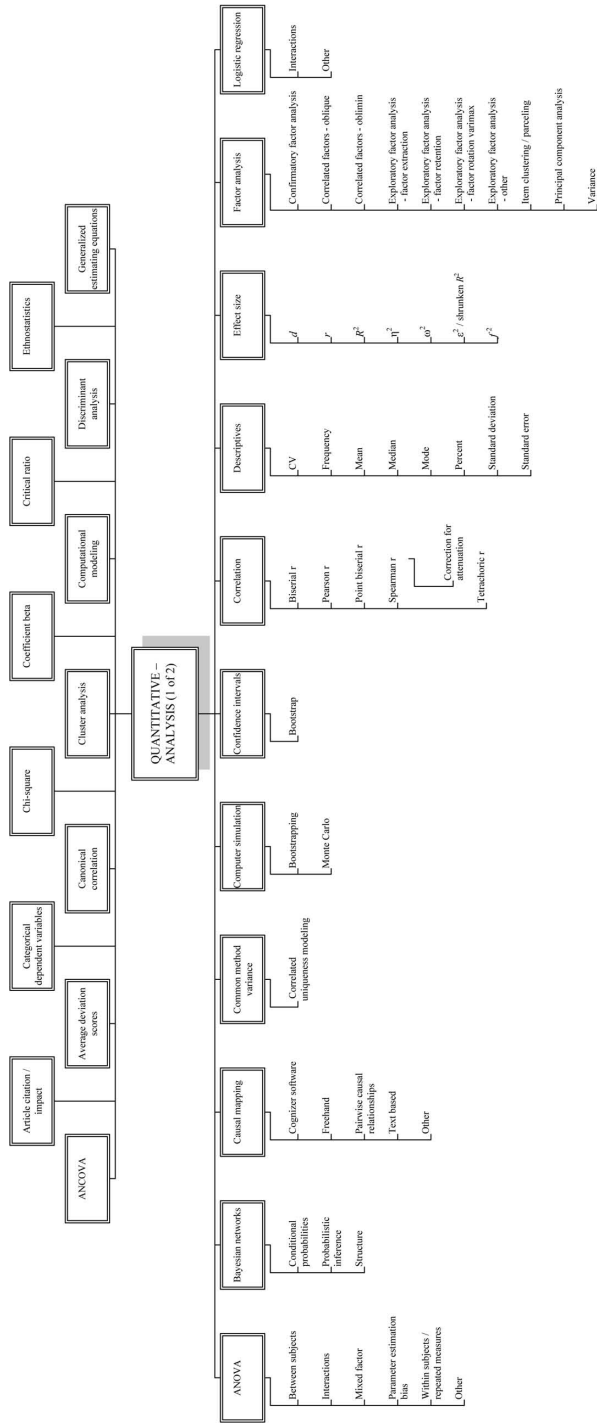 Article citation /
impact
Categorical
dependent variables
Chi-square
Coefficient beta
Critical ratio
Ethnostatistics
ANCOVA
Average deviation
scores
Canonical
correlation
Cluster analysis
Computational
modeling
Discriminant
analysis
Generalized
estimating equations
QUANTITATIVE –
ANALYSIS (1 of 2)
ANOVA
Between subjects
Interactions
Mixed factor
Parameter estimation
bias
Within subjects /
repeated measures
Other
Bayesian networks
Conditional
probabilities
Probabilistic
inference
Structure
Causal mapping
Cognizer software
Freehand
Pairwise causal
relationships
Text based
Other
Common method
variance
Correlated
uniqueness modeling
Computer simulation
Bootstrapping
Monte Carlo
Confidence intervals
Bootstrap
Correlation
Biserial r
Pearson r
Point biserial r
Spearman r
Correction for
attenuation
Tetrachoric r
Descriptives
CV
Frequency
Mean
Median
Mode
Percent
Standard deviation
Standard error
Effect size
d
r
R²
η²
ω²
ε² / shrunken R²
f²
Factor analysis
Confirmatory factor analysis
Correlated factors - oblique
Correlated factors - oblimin
Exploratory factor analysis
- factor extraction
Exploratory factor analysis
- factor retention
Exploratory factor analysis
- factor rotation varimax
Exploratory factor analysis
- other
Item clustering / parceling
Principal component analysis
Variance
Logistic regression
Interactions
Other